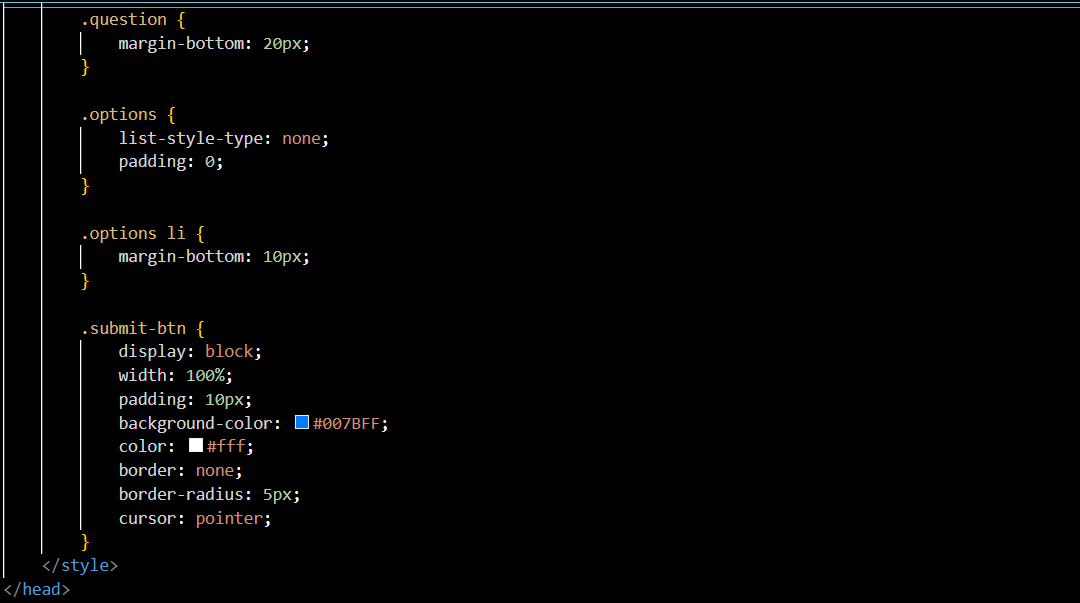 .question {
margin-bottom: 20px;
}
.options {
list-style-type: none;
padding: 0;
}
.options li {
margin-bottom: 10px;
}
.submit-btn {
display: block;
width: 100%;
padding: 10px;
background-color: #007BFF;
color: #fff;
border: none;
border-radius: 5px;
cursor: pointer;
}
</style>
</head>